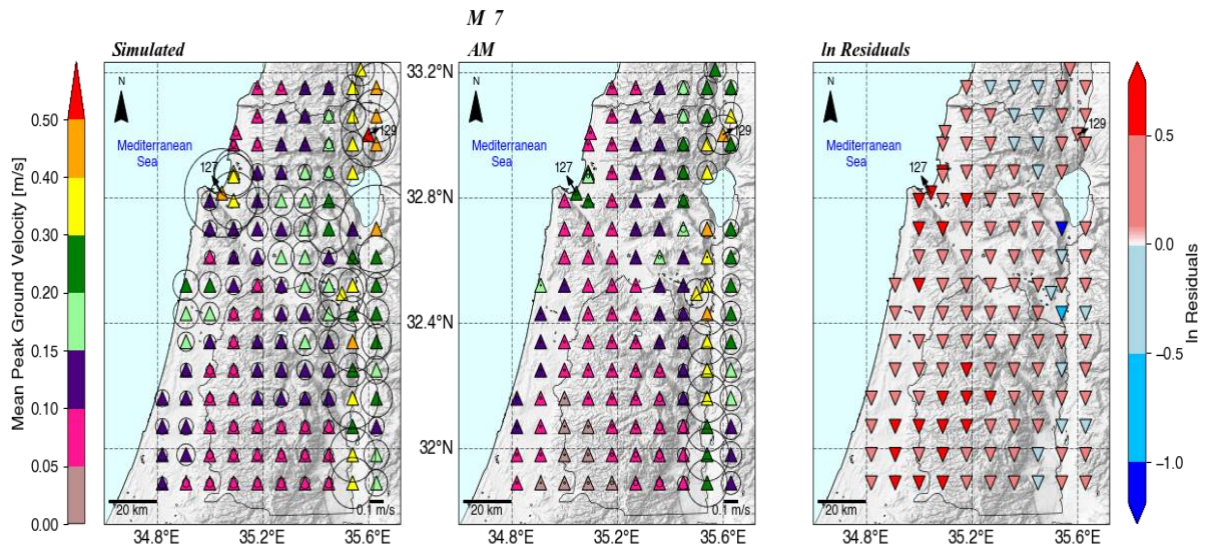 M 7
Simulated
AM
ln Residuals
Mean Peak Ground Velocity [m/s]
0.50
0.40
0.30
0.20
0.15
0.10
0.05
0.00
N
Mediterranean
Sea
127
129
20 km
0.1 m/s
34.8°E
35.2°E
35.6°E
33.2°N
32.8°N
32.4°N
32°N
N
Mediterranean
Sea
127
129
20 km
0.1 m/s
34.8°E
35.2°E
35.6°E
N
Mediterranean
Sea
127
129
20 km
34.8°E
35.2°E
35.6°E
0.5
0.0
−0.5
−1.0
ln Residuals